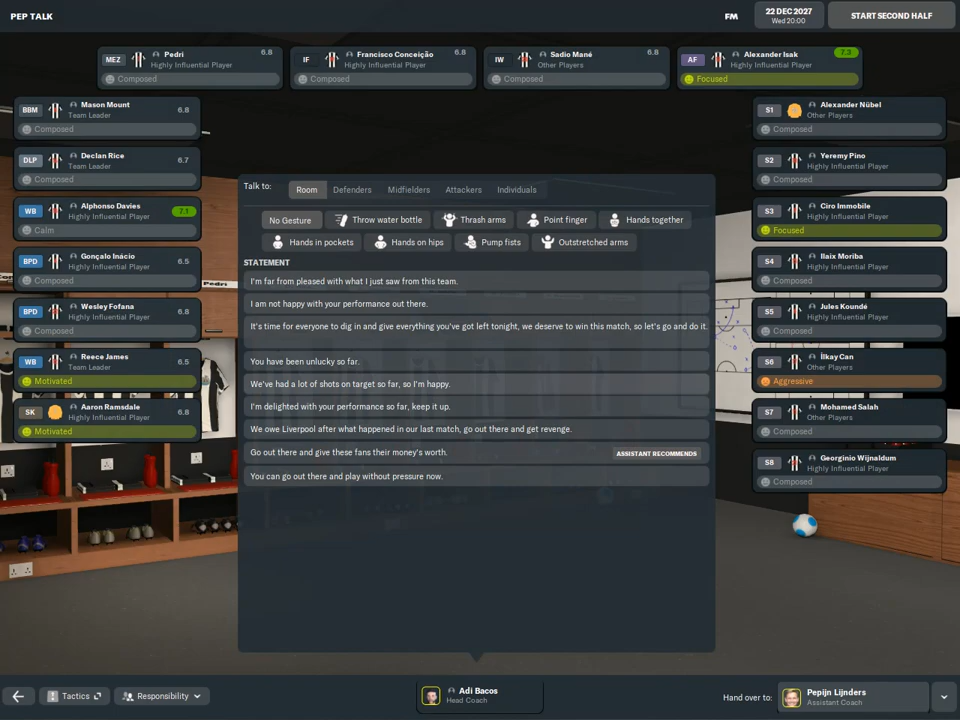 PEP TALK
FM
22 DEC 2027
Wed 20:00
START SECOND HALF
MEZ
Pedri
6.8
Highly Influential Player
Composed
IF
Francisco Conceição
6.8
Highly Influential Player
Composed
IW
Sadio Mané
6.8
Other Players
Composed
AF
Alexander Isak
7.3
Highly Influential Player
Focused
BBM
Mason Mount
6.8
Team Leader
Composed
DLP
Declan Rice
6.7
Team Leader
Composed
WB
Alphonso Davies
7.1
Highly Influential Player
Calm
BPD
Gonçalo Inácio
6.5
Highly Influential Player
Composed
BPD
Wesley Fofana
6.8
Highly Influential Player
Composed
WB
Reece James
6.5
Team Leader
Motivated
SK
Aaron Ramsdale
6.8
Highly Influential Player
Motivated
Pedri
Talk to:
Room
Defenders
Midfielders
Attackers
Individuals
No Gesture
Throw water bottle
Thrash arms
Point finger
Hands together
Hands in pockets
Hands on hips
Pump fists
Outstretched arms
STATEMENT
I'm far from pleased with what I just saw from this team.
I am not happy with your performance out there.
It's time for everyone to dig in and give everything you've got left tonight, we deserve to win this match, so let's go and do it.
You have been unlucky so far.
We've had a lot of shots on target so far, so I'm happy.
I'm delighted with your performance so far, keep it up.
We owe Liverpool after what happened in our last match, go out there and get revenge.
Go out there and give these fans their money's worth.
ASSISTANT RECOMMENDS
You can go out there and play without pressure now.
S1
Alexander Nübel
Other Players
Composed
S2
Yeremy Pino
Highly Influential Player
Composed
S3
Ciro Immobile
Highly Influential Player
Focused
S4
Ilaix Moriba
Highly Influential Player
Composed
S5
Jules Koundé
Highly Influential Player
Composed
S6
İlkay Can
Other Players
Aggressive
S7
Mohamed Salah
Other Players
Composed
S8
Georginio Wijnaldum
Highly Influential Player
Composed
Tactics
Responsibility
Adi Bacos
Head Coach
Hand over to:
Pepijn Lijnders
Assistant Coach